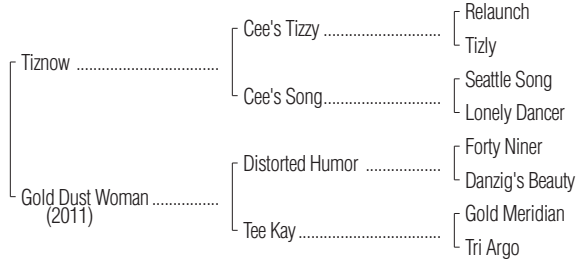 Relaunch
Cee's Tizzy ..............................
Tizly
Tiznow .....................................
Seattle Song
Cee's Song..............................
Lonely Dancer
Forty Niner
Distorted Humor ...................
Danzig's Beauty
Gold Dust Woman .................
(2011)
Gold Meridian
Tee Kay ....................................
Tri Argo